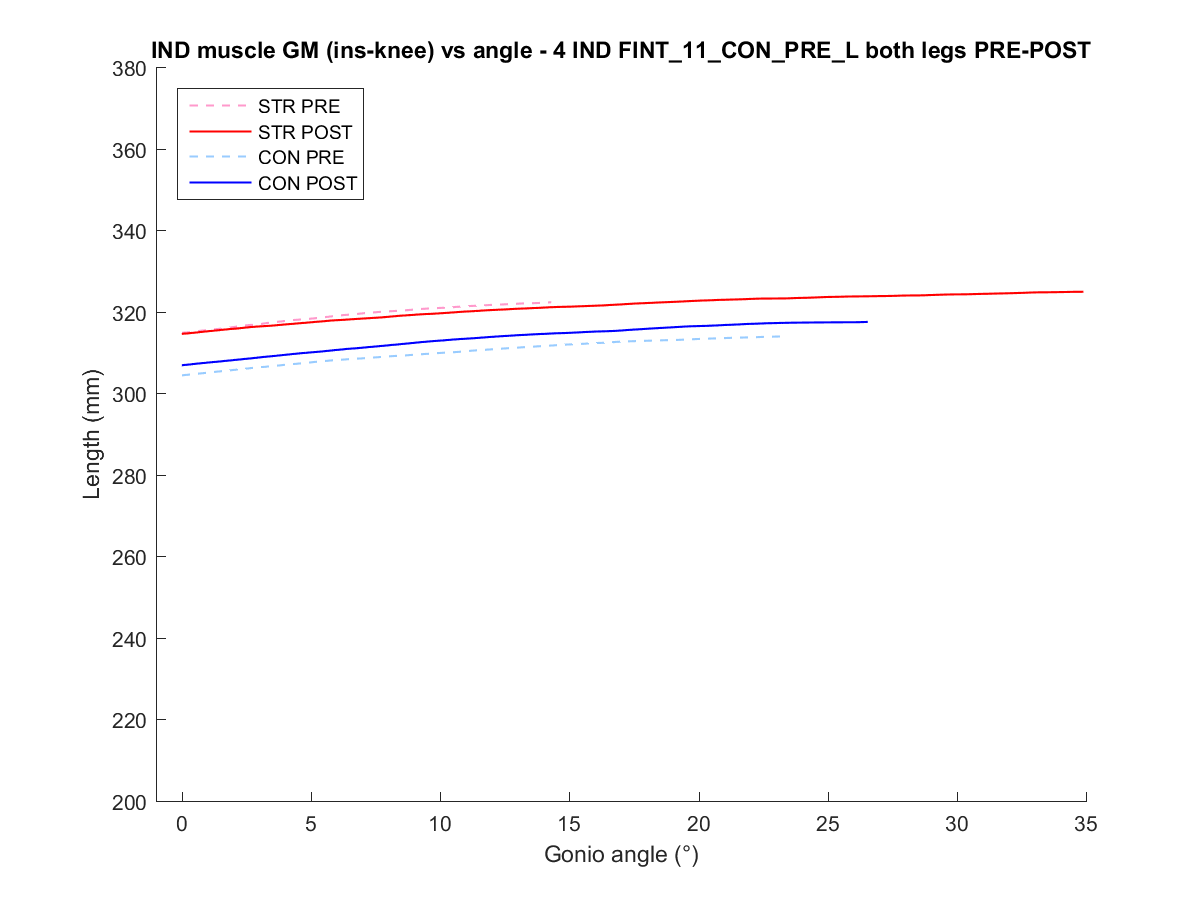 IND muscle GM (ins-knee) vs angle - 4 IND FINT_11_CON_PRE_L both legs PRE-POST
380
360
340
320
300
280
260
240
220
200
Length (mm)
STR PRE
STR POST
CON PRE
CON POST
0 5 10 15 20 25 30 35
Gonio angle (°)